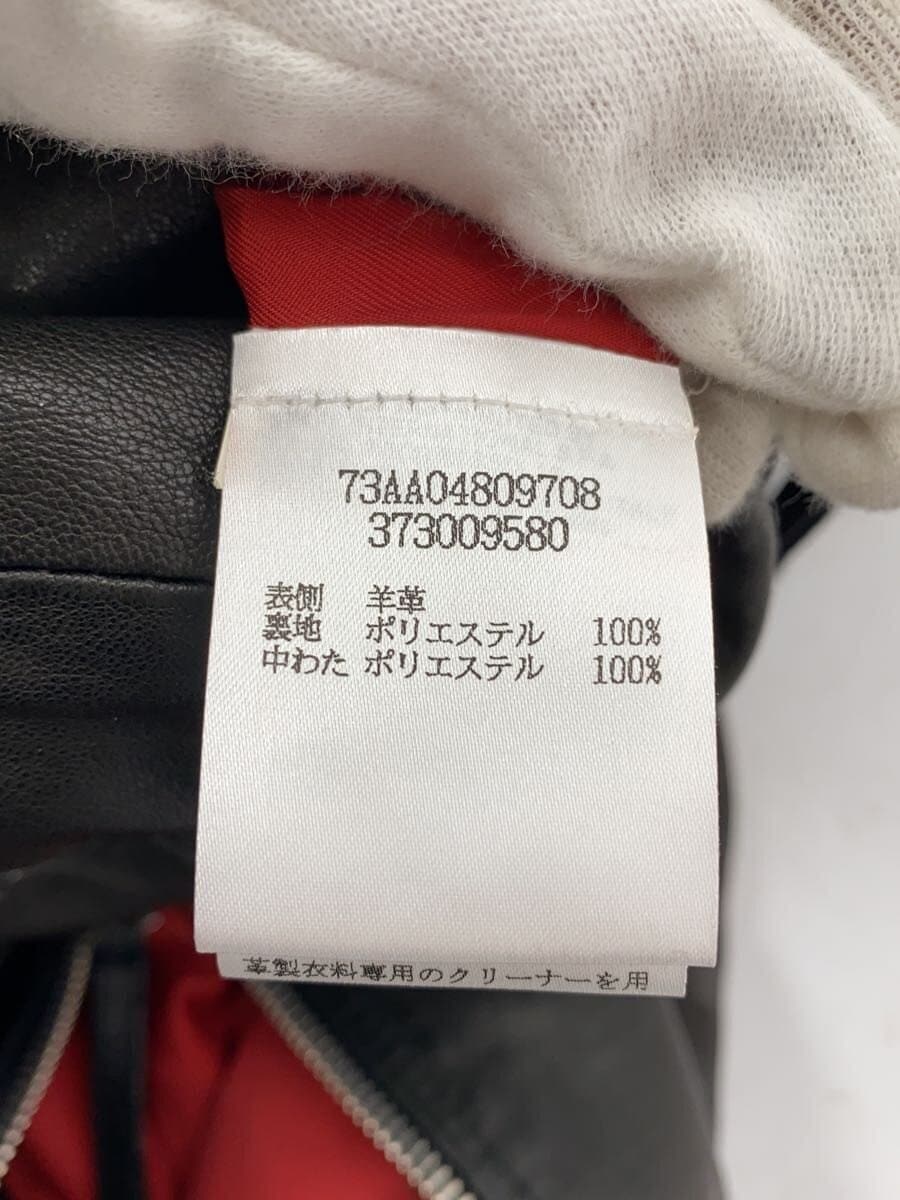 73AA04809708
373009580
表側 羊革
裏地 ポリエステル 100%
中わた ポリエステル 100%
革製衣料専用のクリーナーを用